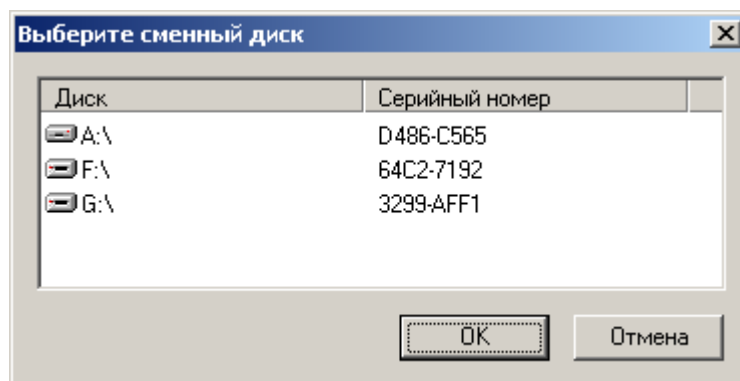 Выберите сменный диск
Диск Серийный номер
A:\ D486-C565
F:\ 64C2-7192
G:\ 3299-AFF1
OK Отмена